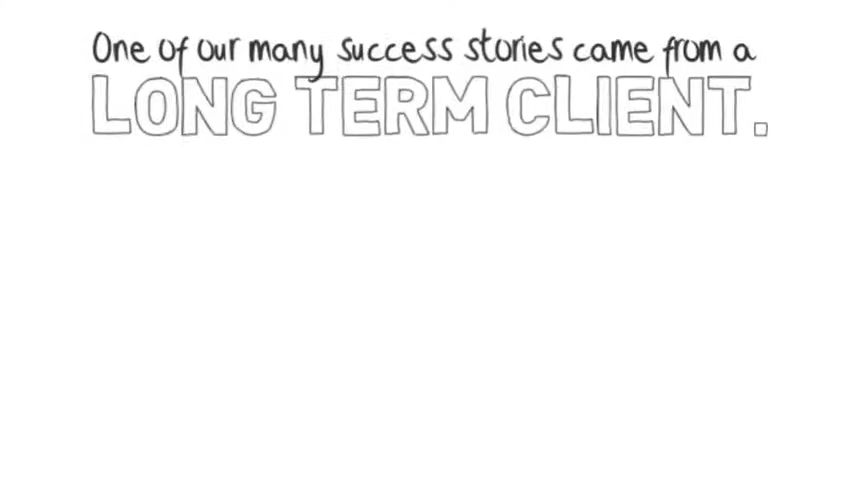 One of our many success stories came from a
LONG TERM CLIENT.